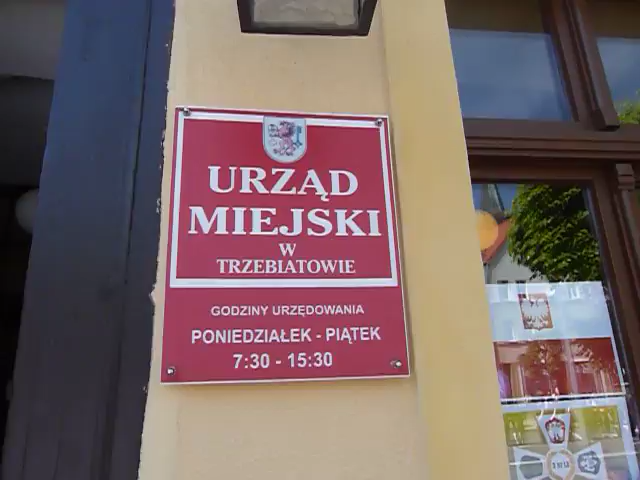 URZĄD
MIEJSKI
W
TRZEBIATOWIE
GODZINY URZĘDOWANIA
PONIEDZIAŁEK - PIĄTEK
7:30 - 15:30